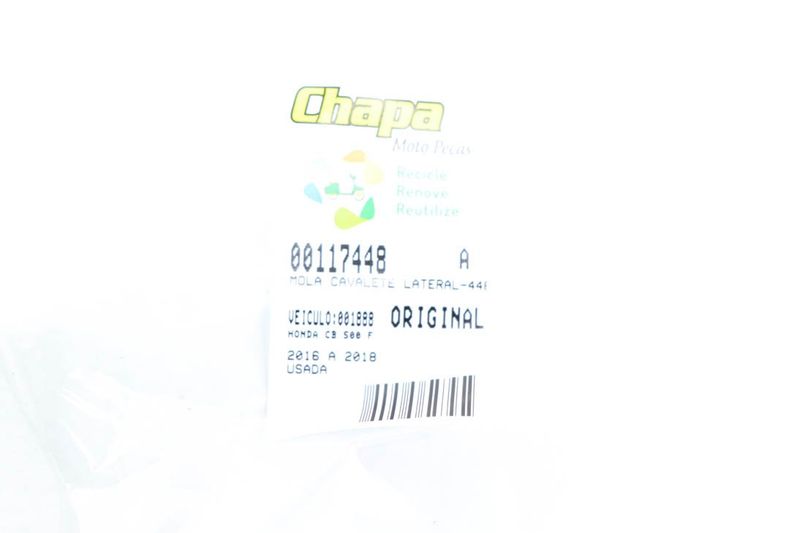 Chapa
Moto Peças
Recicle
Renove
Reutilize
00117448 A
MOLA CAVALETE LATERAL-448
VEICULO:001888 ORIGINAL
HONDA CB 500 F
2016 A 2018
USADA